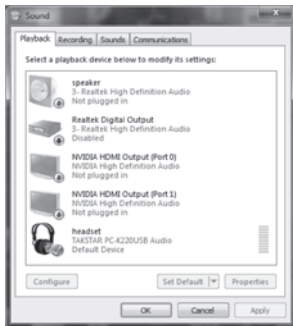 Sound
Playback Recording Sounds Communications
Select a playback device below to modify its settings:
speaker
3- Realtek High Definition Audio
Not plugged in
Realtek Digital Output
3- Realtek High Definition Audio
Disabled
NVIDIA HDMI Output (Port 0)
NVIDIA High Definition Audio
Not plugged in
NVIDIA HDMI Output (Port 1)
NVIDIA High Definition Audio
Not plugged in
headset
TAKSTAR PC-K220USB Audio
Default Device
Configure Set Default Properties
OK Cancel Apply